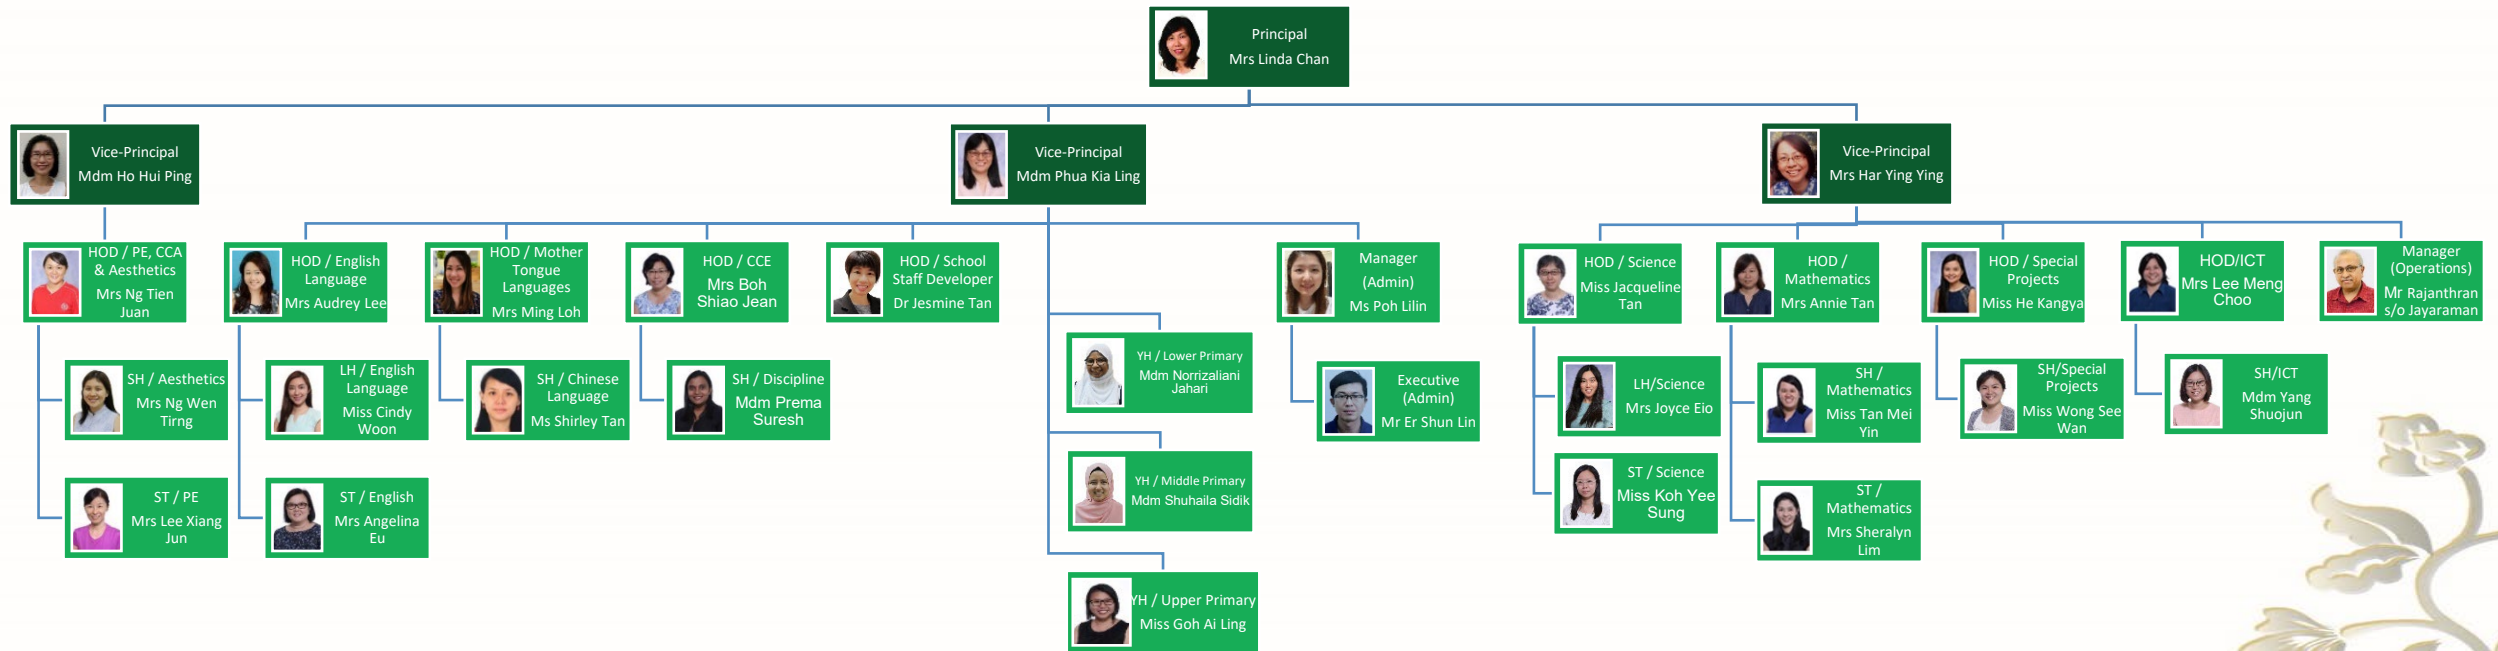 Principal
Mrs Linda Chan
Vice-Principal
Mdm Ho Hui Ping
Vice-Principal
Mdm Phua Kia Ling
Vice-Principal
Mrs Har Ying Ying
HOD / PE, CCA
& Aesthetics
Mrs Ng Tien
Juan
HOD / English
Language
Mrs Audrey Lee
HOD / Mother
Tongue
Languages
Mrs Ming Loh
HOD / CCE
Mrs Boh
Shiao Jean
HOD / School
Staff Developer
Dr Jesmine Tan
Manager
(Admin)
Ms Poh Lilin
HOD / Science
Miss Jacqueline
Tan
HOD /
Mathematics
Mrs Annie Tan
HOD / Special
Projects
Miss He Kangya
HOD/ICT
Mrs Lee Meng
Choo
Manager
(Operations)
Mr Rajanthran
s/o Jayaraman
SH / Aesthetics
Mrs Ng Wen
Tirng
LH / English
Language
Miss Cindy
Woon
SH / Chinese
Language
Ms Shirley Tan
SH / Discipline
Mdm Prema
Suresh
YH / Lower Primary
Mdm Norrizaliani
Jahari
Executive
(Admin)
Mr Er Shun Lin
LH/Science
Mrs Joyce Eio
SH /
Mathematics
Miss Tan Mei
Yin
SH/Special
Projects
Miss Wong See
Wan
SH/ICT
Mdm Yang
Shuojun
ST / PE
Mrs Lee Xiang
Jun
ST / English
Mrs Angelina
Eu
YH / Middle Primary
Mdm Shuhaila Sidik
ST / Science
Miss Koh Yee
Sung
ST /
Mathematics
Mrs Sheralyn
Lim
YH / Upper Primary
Miss Goh Ai Ling